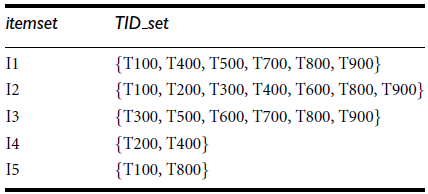 itemset TID_set
I1 {T100, T400, T500, T700, T800, T900}
I2 {T100, T200, T300, T400, T600, T800, T900}
I3 {T300, T500, T600, T700, T800, T900}
I4 {T200, T400}
I5 {T100, T800}